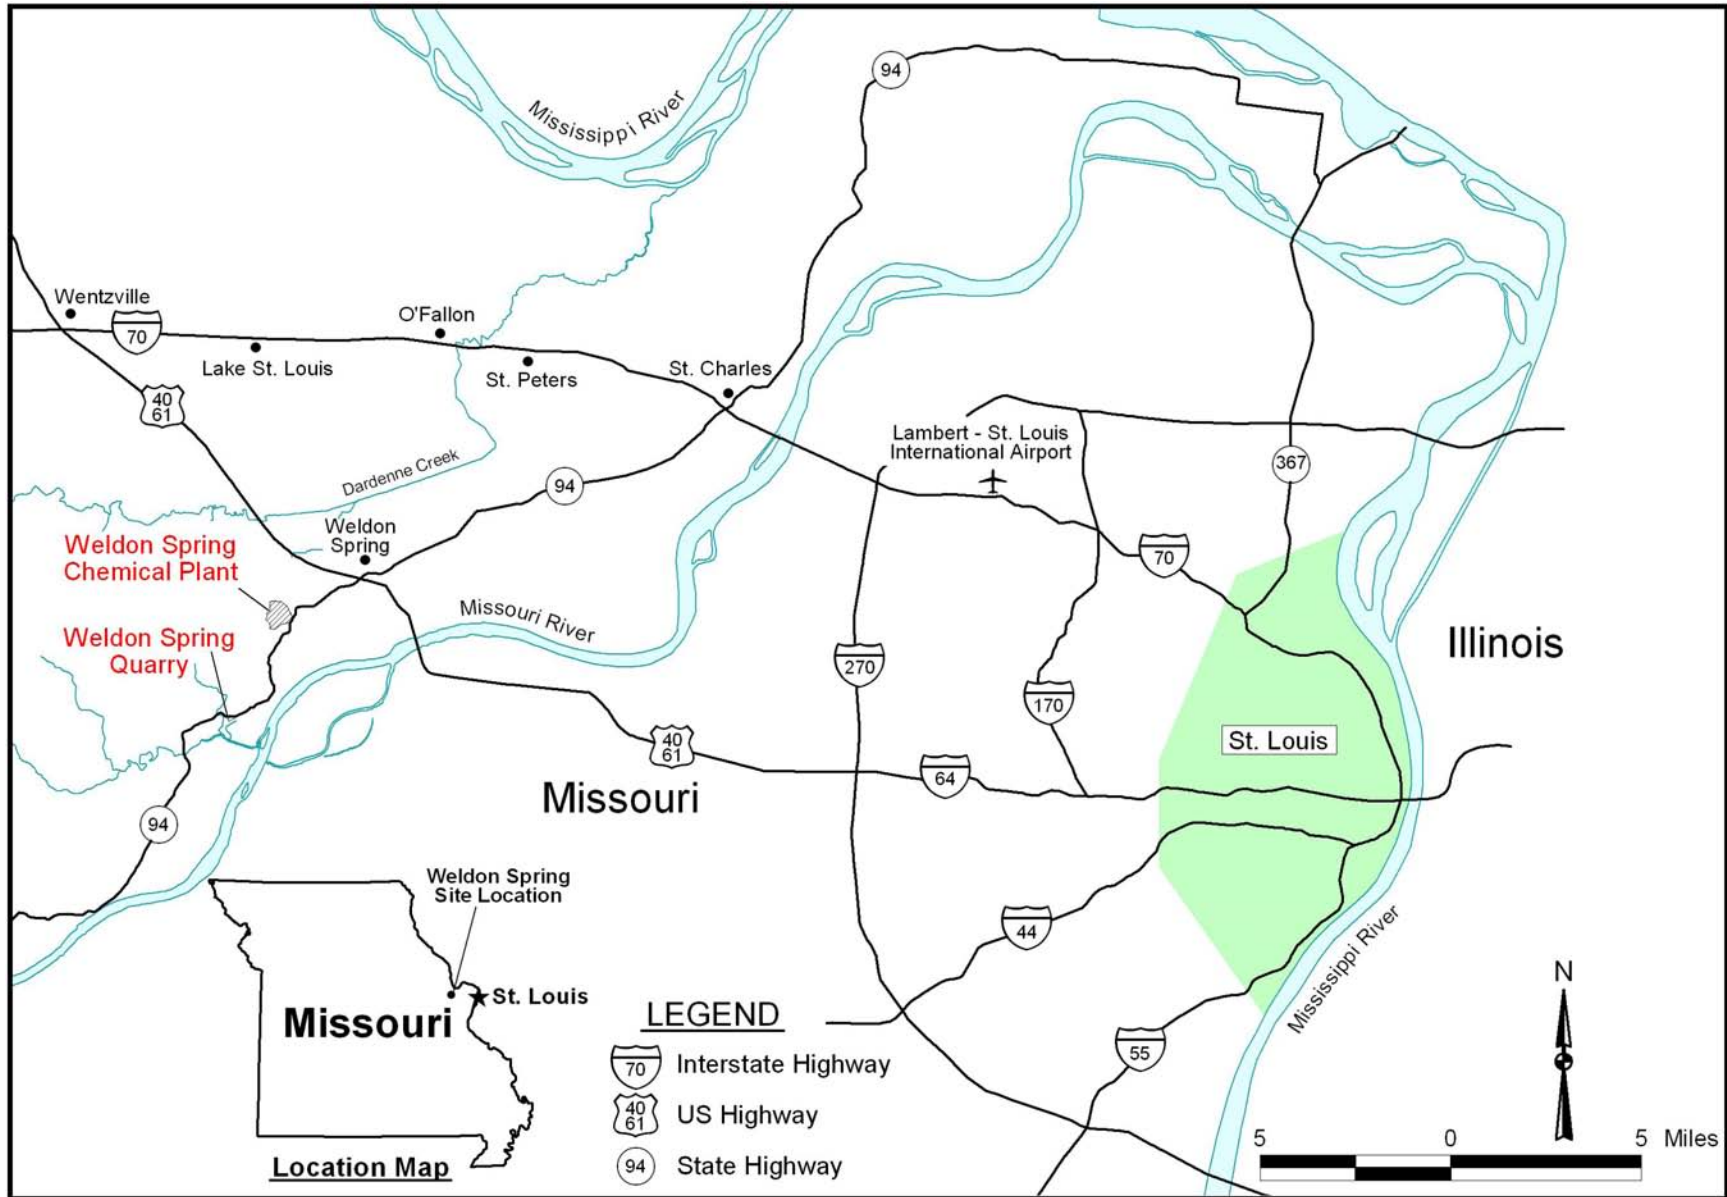 94
Mississippi River
Wentzville
70
O'Fallon
Lake St. Louis
St. Peters
St. Charles
40
61
Lambert - St. Louis
International Airport
367
Dardenne Creek
94
Weldon
Spring
Weldon Spring
Chemical Plant
70
Missouri River
Weldon Spring
Quarry
Illinois
270
170
St. Louis
40
61
64
Missouri
94
Weldon Spring
Site Location
44
Mississippi River
N
St. Louis
Missouri
LEGEND
70
Interstate Highway
55
40
61
US Highway
5 0 5 Miles
94
State Highway
Location Map